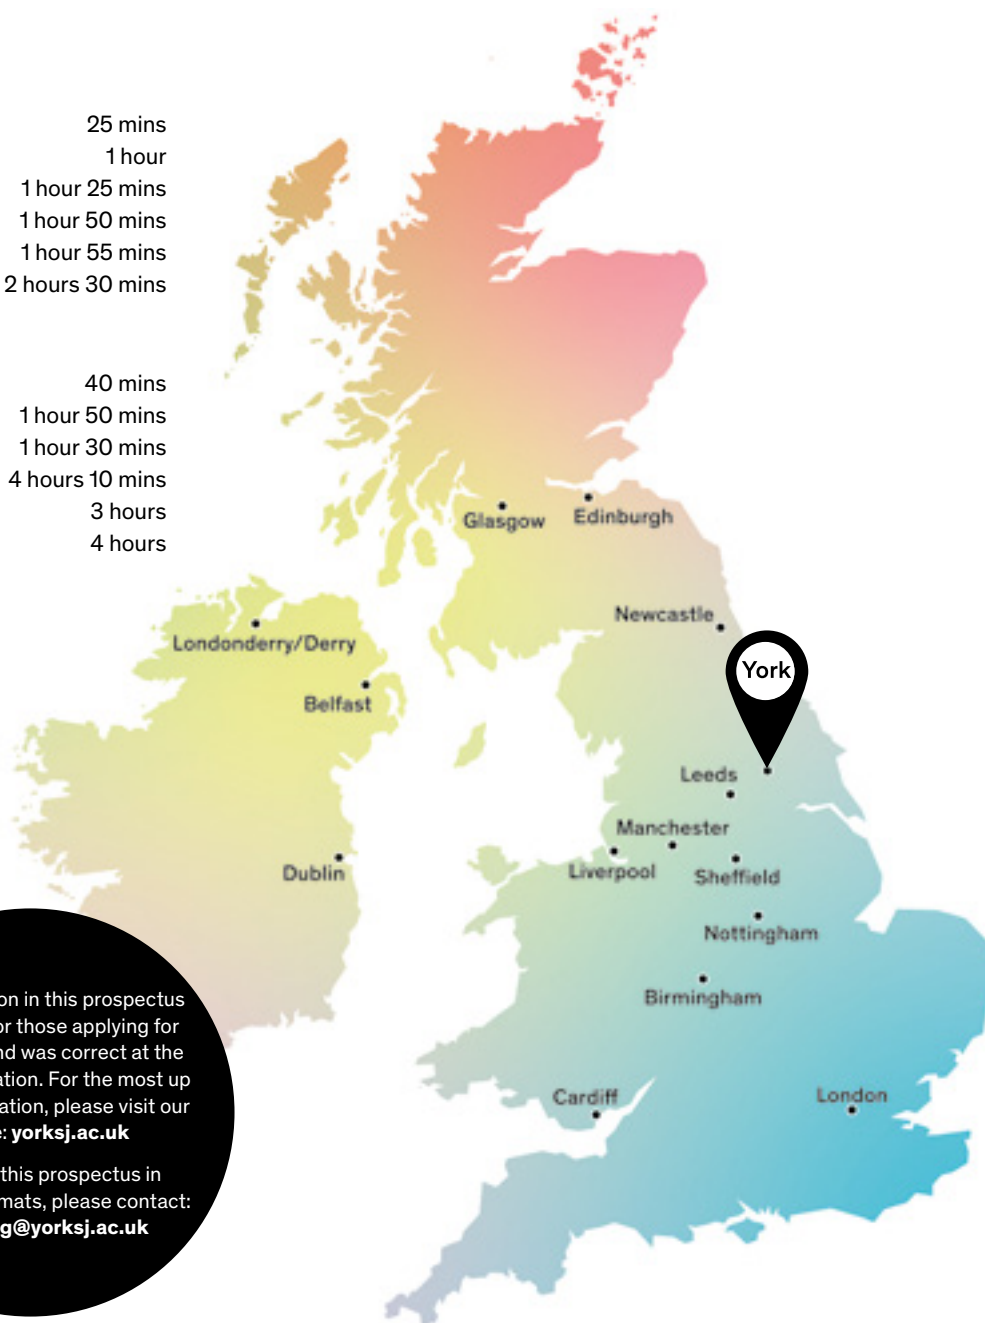 25 mins
1 hour
1 hour 25 mins
1 hour 50 mins
1 hour 55 mins
2 hours 30 mins
40 mins
1 hour 50 mins
1 hour 30 mins
4 hours 10 mins
3 hours
4 hours
Glasgow
Edinburgh
Newcastle
Londonderry/Derry
York
Belfast
Leeds
Manchester
Dublin
Liverpool
Sheffield
Nottingham
Birmingham
Cardiff
London
on in this prospectus
or those applying for
nd was correct at the
ation. For the most up
ation, please visit our
e: yorksj.ac.uk
this prospectus in
mats, please contact:
g@yorksj.ac.uk